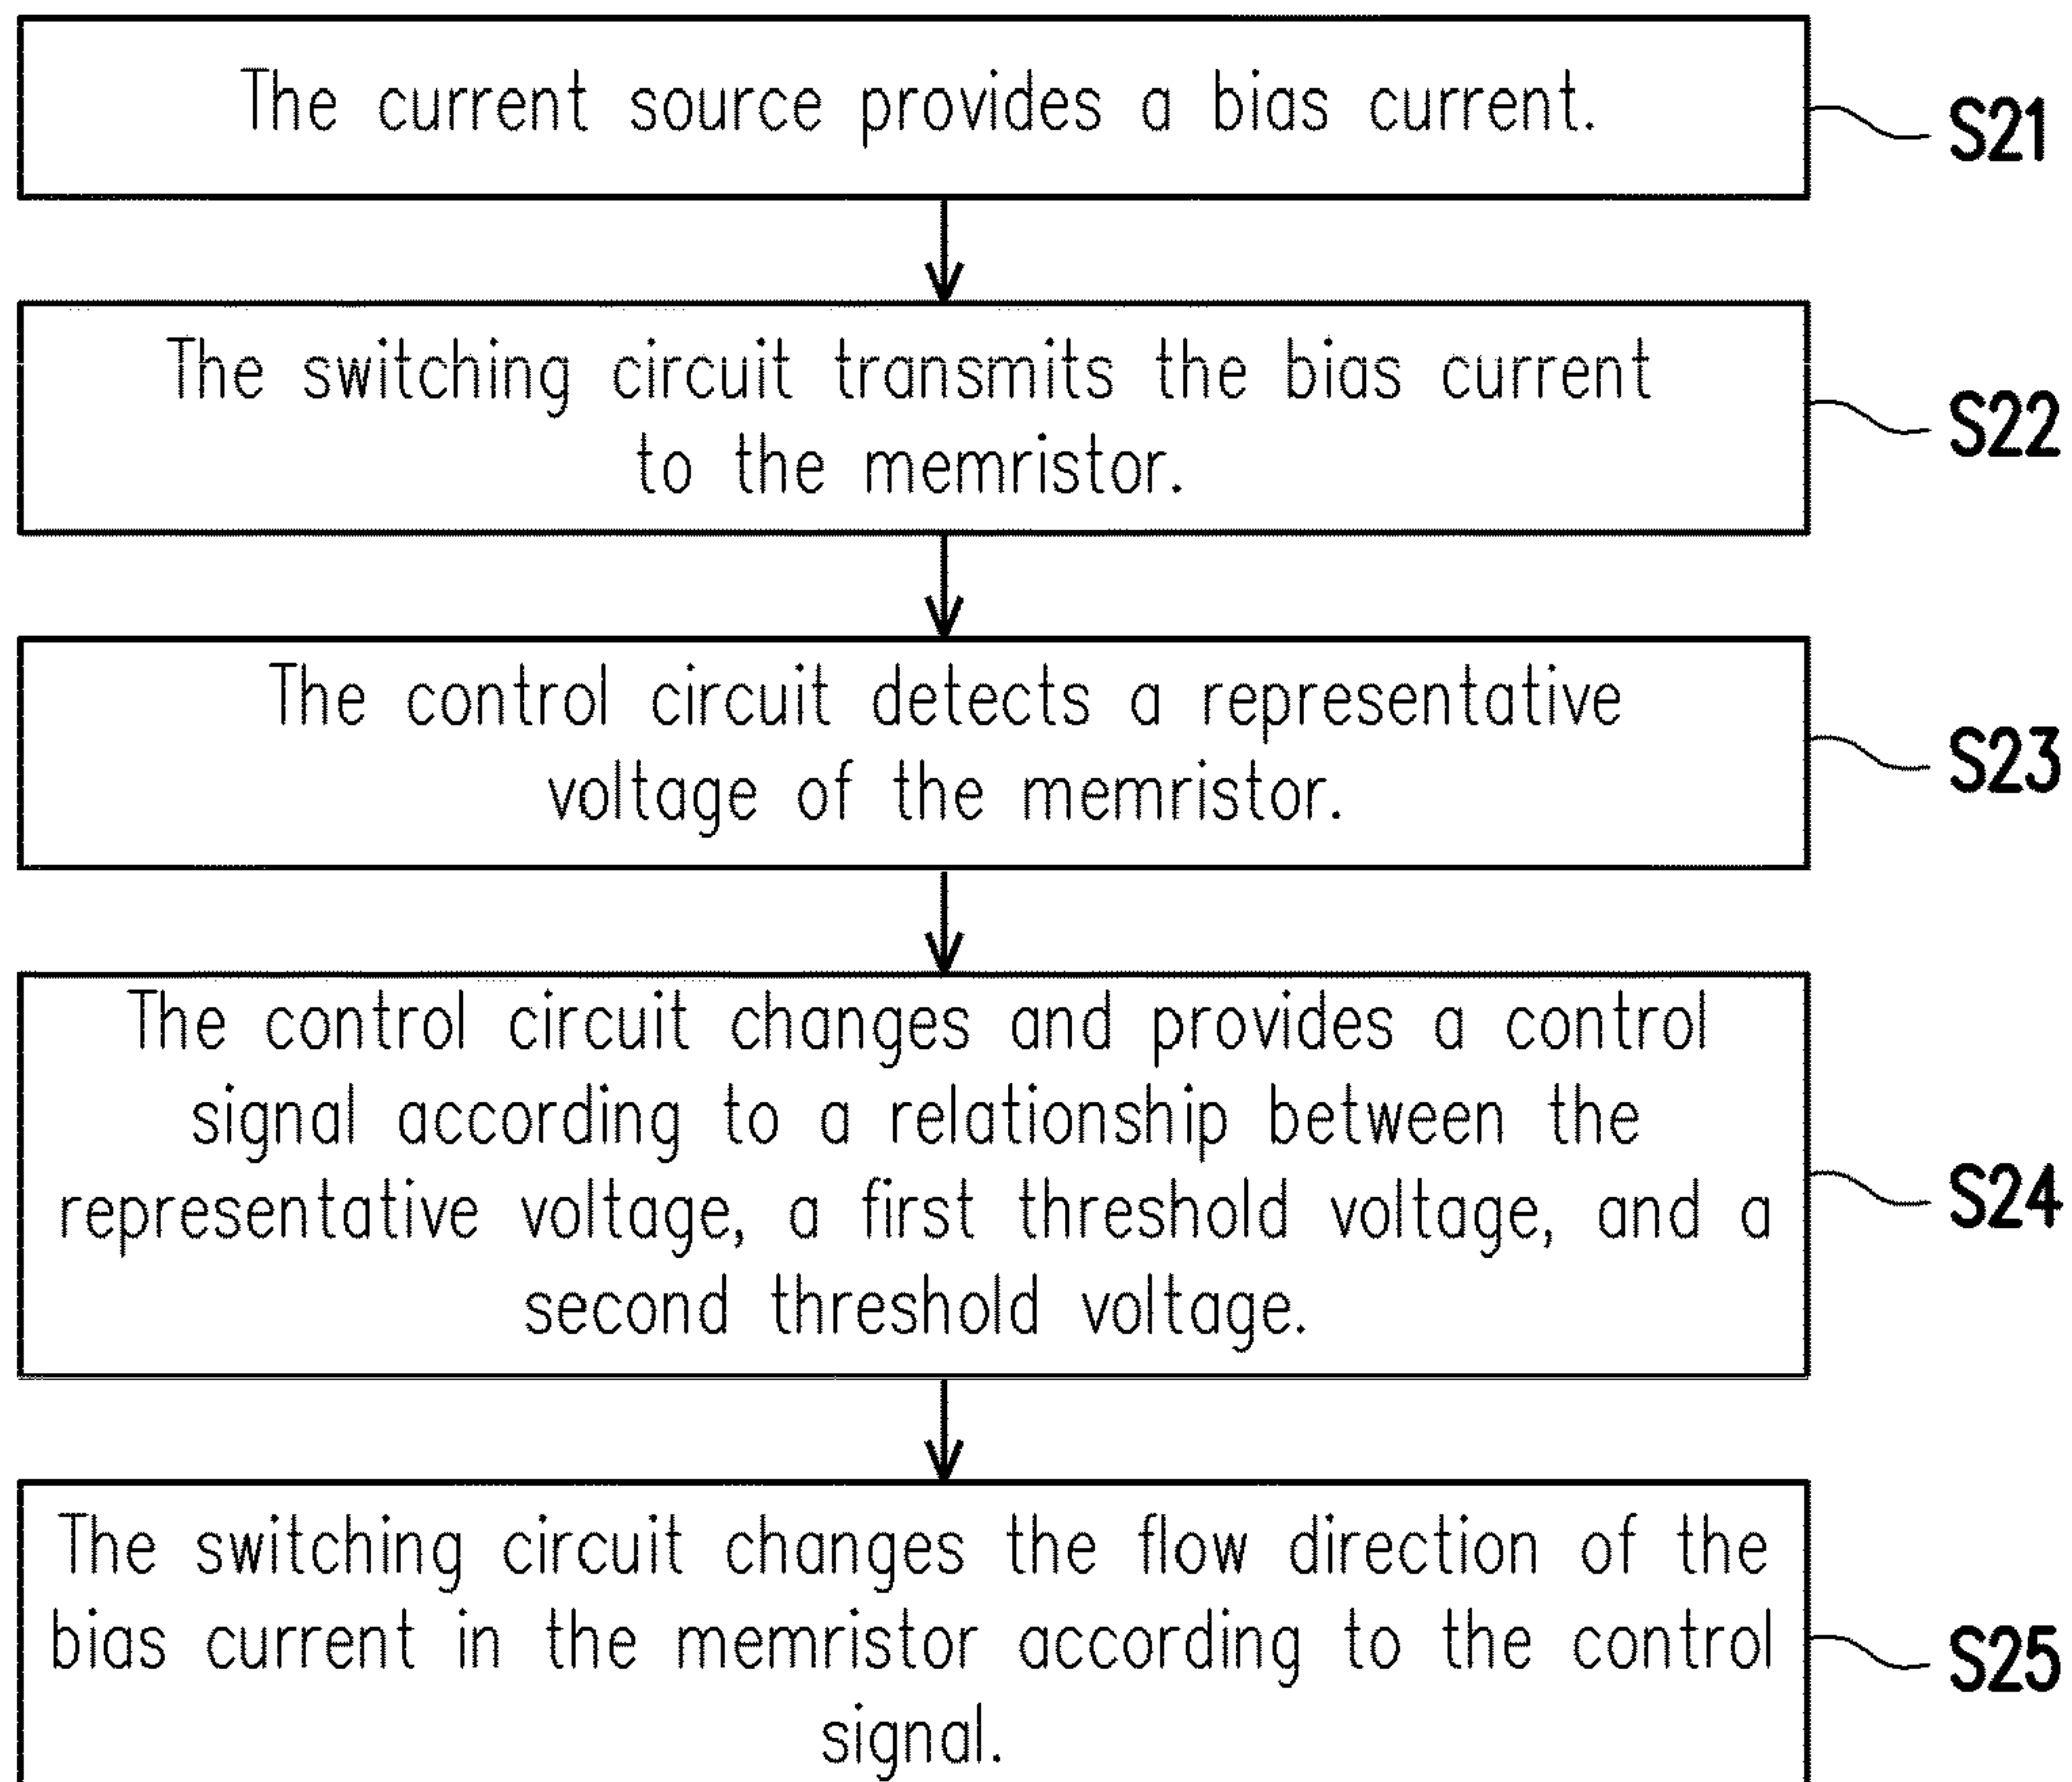 The current source provides a bias current.
S21
The switching circuit transmits the bias current
to the memristor.
S22
The control circuit detects a representative
voltage of the memristor.
S23
The control circuit changes and provides a control
signal according to a relationship between the
representative voltage, a first threshold voltage, and a
second threshold voltage.
S24
The switching circuit changes the flow direction of the
bias current in the memristor according to the control
signal.
S25